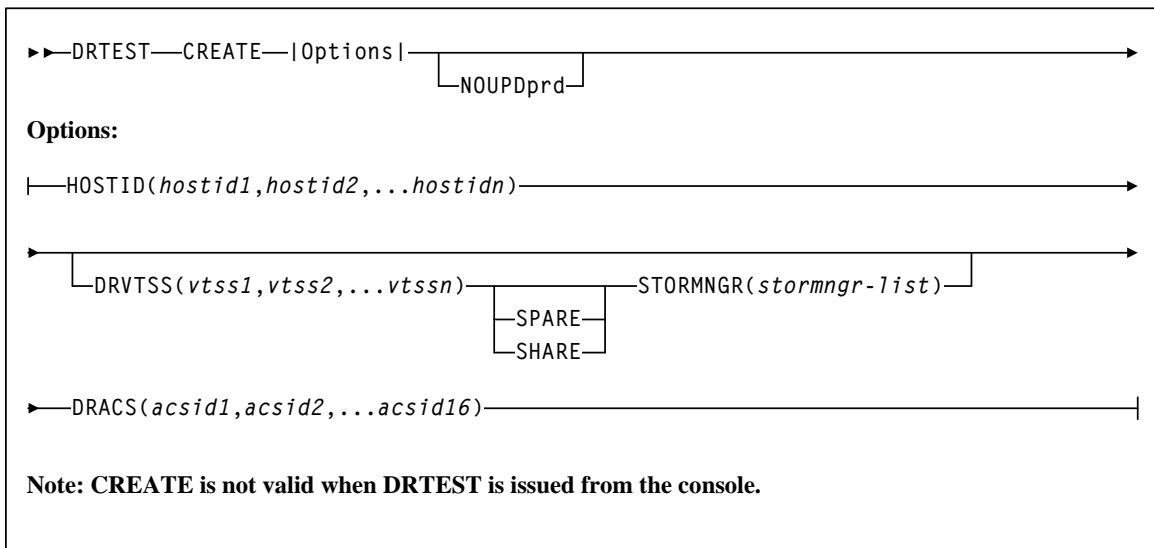 DRTEST CREATE |Options|
NOUPDprd
Options:
HOSTID(hostid1,hostid2,...hostidn)
DRVTSS(vtss1,vtss2,...vtssn) STORMNGR(stormngr-list)
SPARE
SHARE
DRACS(acsid1,acsid2,...acsid16)
Note: CREATE is not valid when DRTEST is issued from the console.